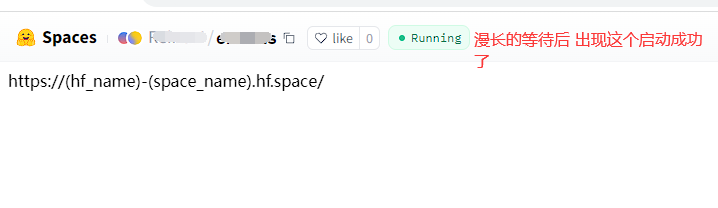 Spaces / like 0 Running 漫长的等待后 出现这个启动成功
了
https://(hf_name)-(space_name).hf.space/